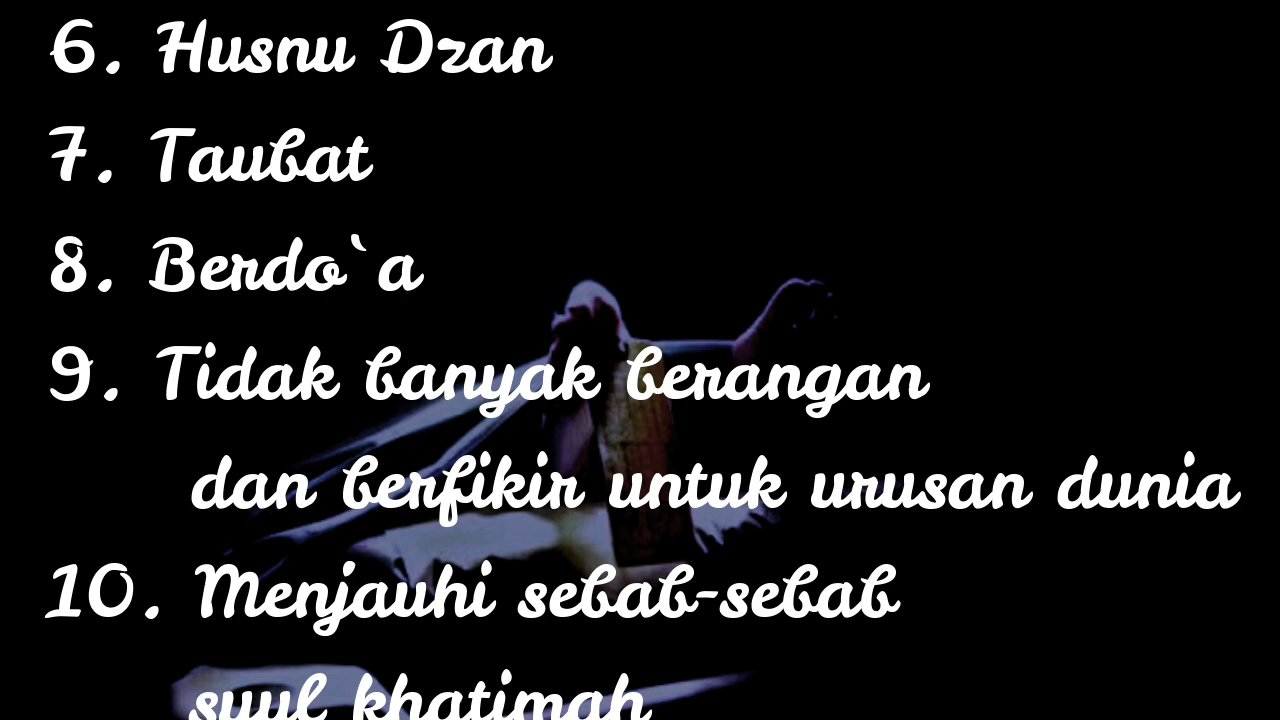 6. Husnu Dzan
7. Taubat
8. Berdo`a
9. Tidak banyak berangan
dan berfikir untuk urusan dunia
10. Menjauhi sebab-sebab
suul khatimah